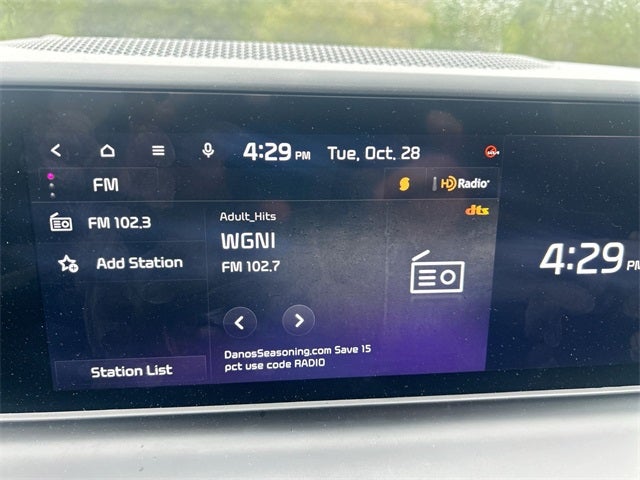 4:29 PM Tue, Oct. 28
FM
HD Radio
FM 102.3
Adult_Hits
dts
WGNI
Add Station
FM 102.7
4:29 PM
DanosSeasoning.com Save 15
pct use code RADIO
Station List